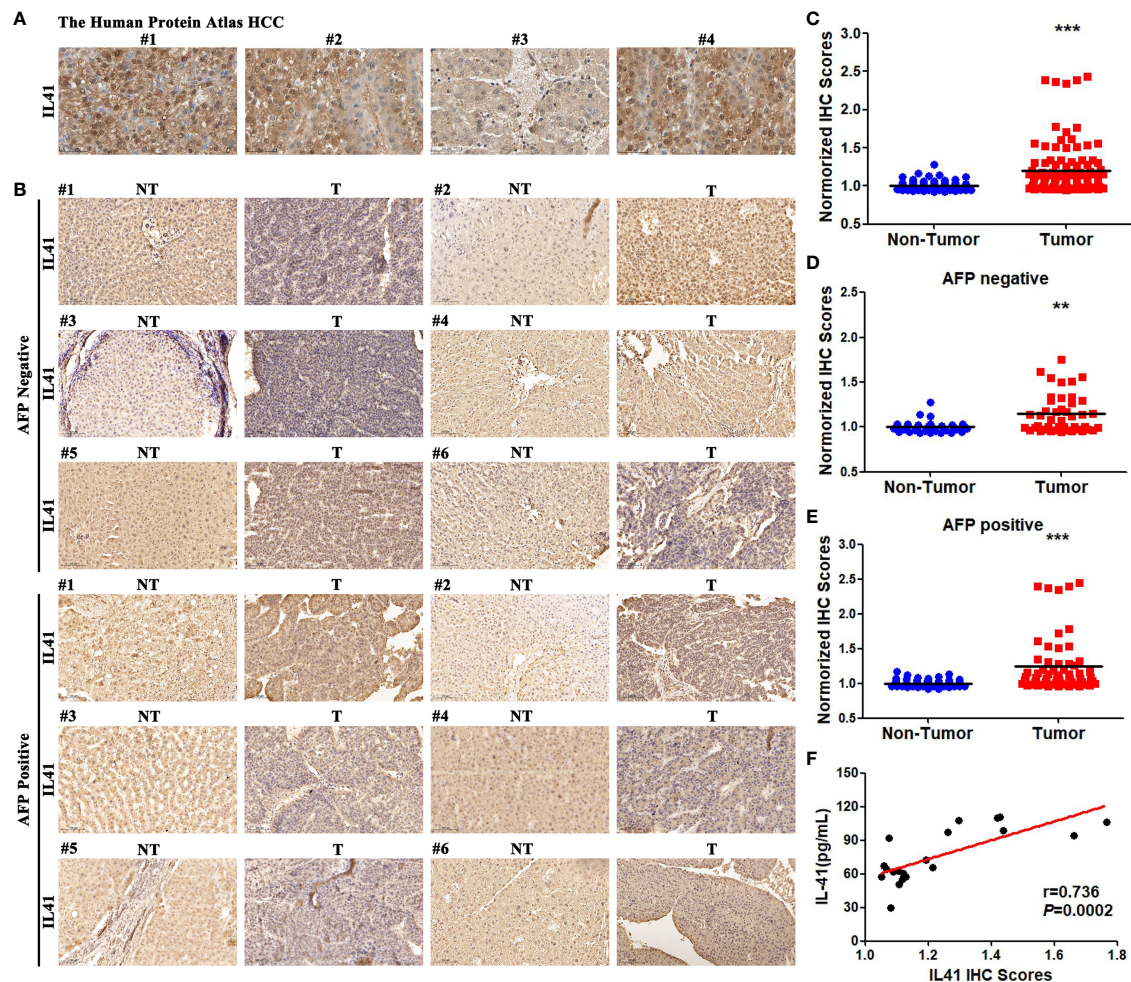 A
The Human Protein Atlas HCC
#1 #2 #3 #4
IL41
B
AFP Negative
#1 NT T #2 NT T
IL41
#3 NT T #4 NT T
IL41
#5 NT T #6 NT T
IL41
AFP Positive
#1 NT T #2 NT T
IL41
#3 NT T #4 NT T
IL41
#5 NT T #6 NT T
IL41
C
***
Normorized IHC Scores
3.0
2.5
2.0
1.5
1.0
0.5
Non-Tumor Tumor
D
AFP negative
**
Normorized IHC Scores
2.5
2.0
1.5
1.0
0.5
Non-Tumor Tumor
E
AFP positive
***
Normorized IHC Scores
3.0
2.5
2.0
1.5
1.0
0.5
Non-Tumor Tumor
F
IL-41(pg/mL)
150
120
90
60
30
0
r=0.736
P=0.0002
1.0 1.2 1.4 1.6 1.8
IL41 IHC Scores